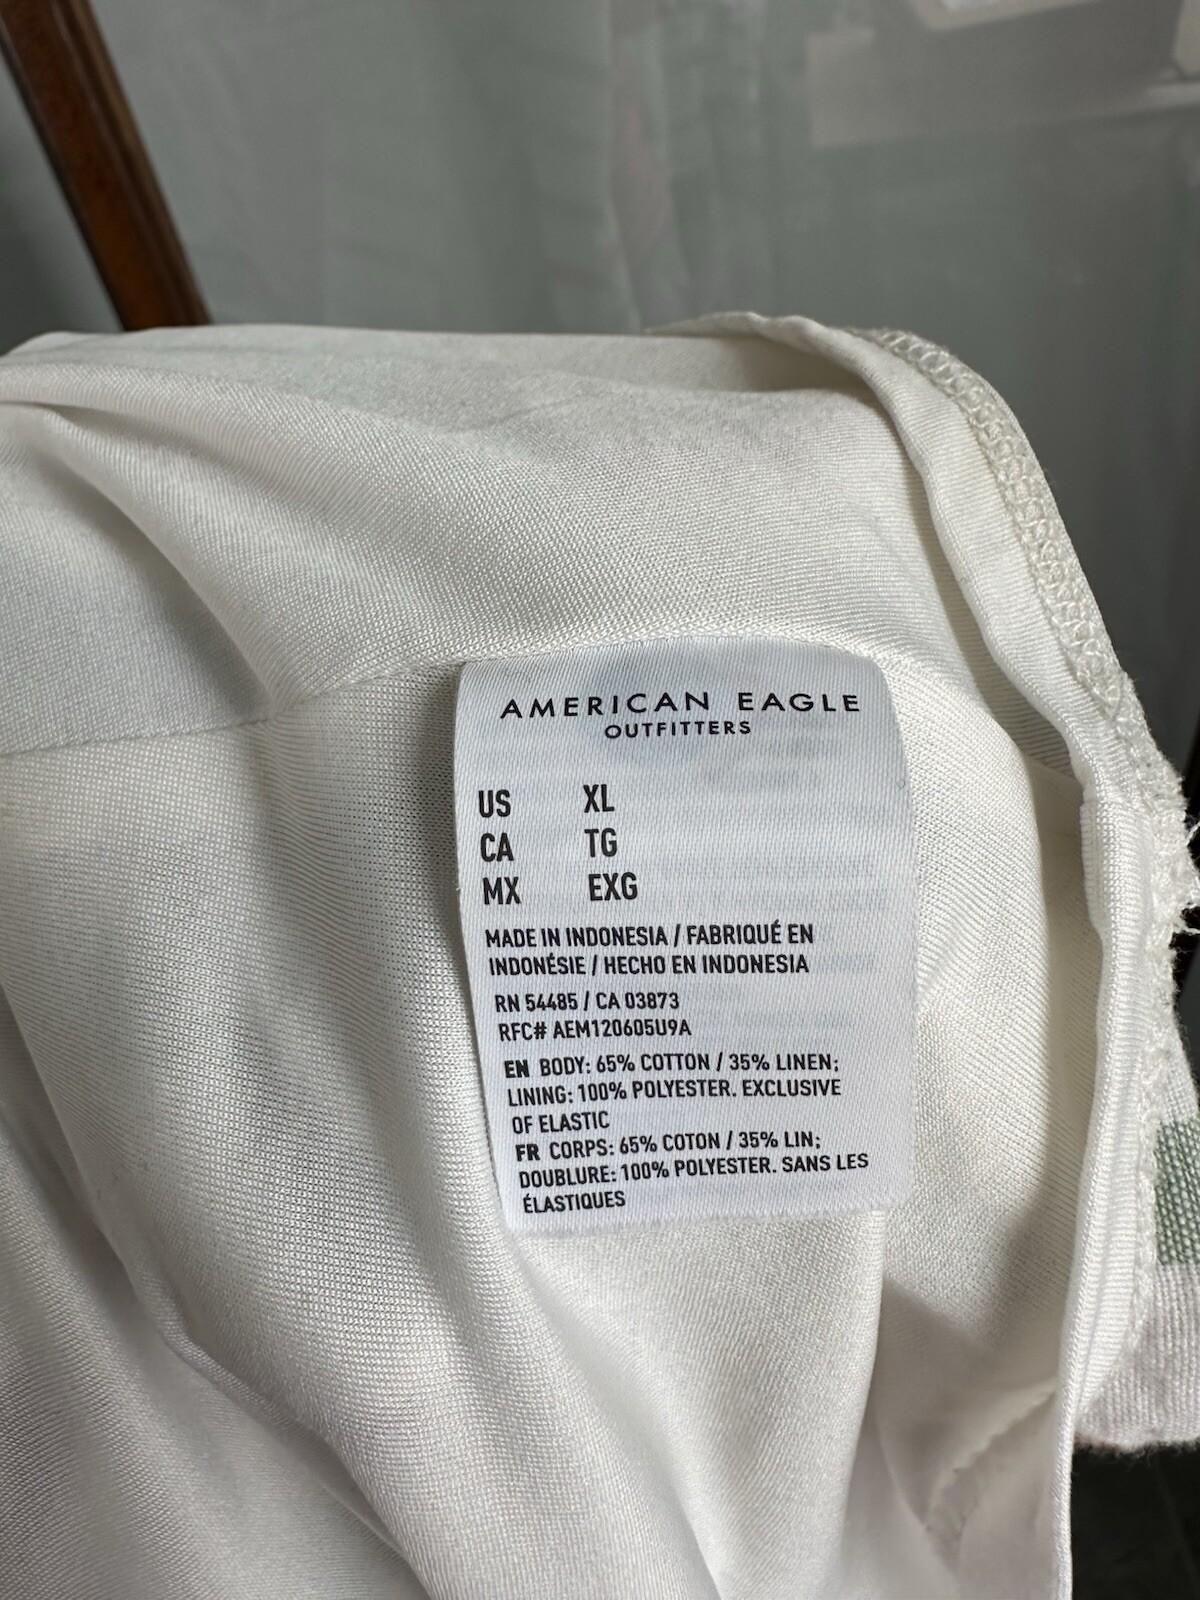 AMERICAN EAGLE
OUTFITTERS
US XL
CA TG
MX EXG
MADE IN INDONESIA / FABRIQUÉ EN
INDONÉSIE / HECHO EN INDONESIA
RN 54485 / CA 03873
RFC# AEM120605U9A
EN BODY: 65% COTTON / 35% LINEN;
LINING: 100% POLYESTER. EXCLUSIVE
OF ELASTIC
FR CORPS: 65% COTON / 35% LIN;
DOUBLURE: 100% POLYESTER. SANS LES
ÉLASTIQUES